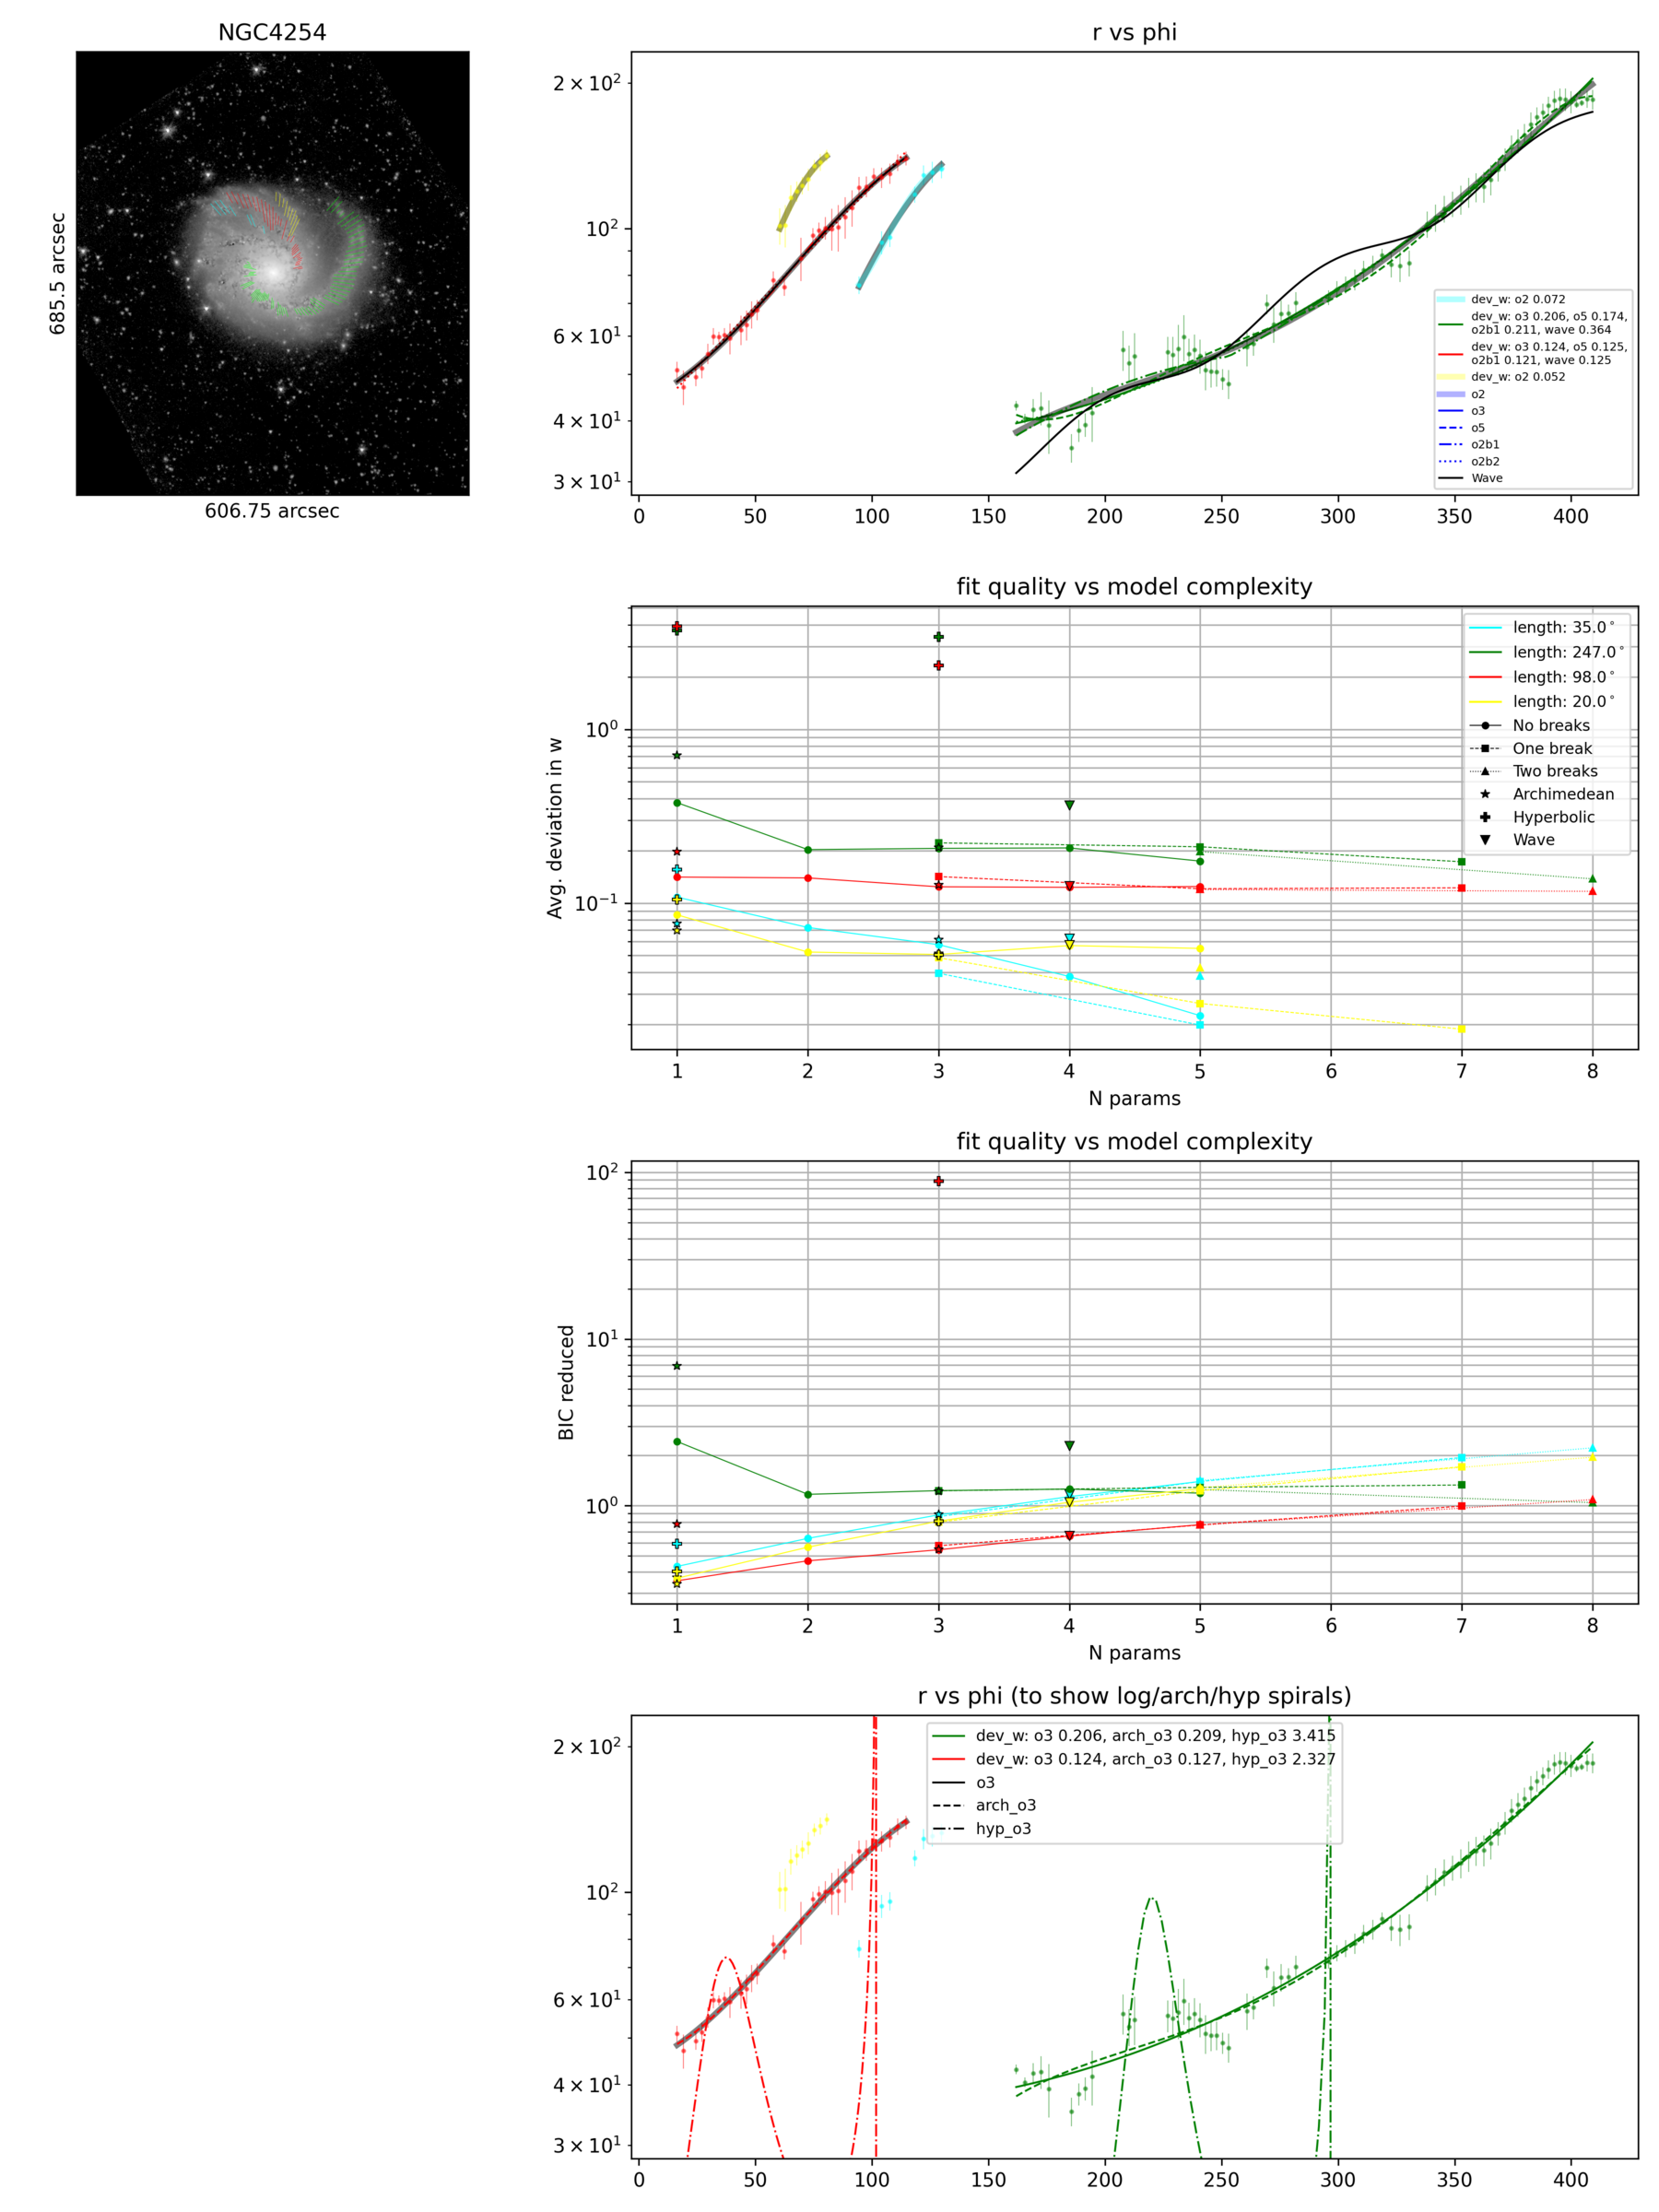 NGC4254
685.5 arcsec
606.75 arcsec
r vs phi
2 × 10²
10²
6 × 10¹
4 × 10¹
3 × 10¹
0 50 100 150 200 250 300 350 400
dev_w: o2 0.072
dev_w: o3 0.206, o5 0.174,
o2b1 0.211, wave 0.364
dev_w: o3 0.124, o5 0.125,
o2b1 0.121, wave 0.125
dev_w: o2 0.052
o2
o3
o5
o2b1
o2b2
Wave
fit quality vs model complexity
Avg. deviation in w
10⁰
10⁻¹
length: 35.0°
length: 247.0°
length: 98.0°
length: 20.0°
No breaks
One break
Two breaks
Archimedean
Hyperbolic
Wave
1 2 3 4 5 6 7 8
N params
fit quality vs model complexity
BIC reduced
10²
10¹
10⁰
1 2 3 4 5 6 7 8
N params
r vs phi (to show log/arch/hyp spirals)
2 × 10²
10²
6 × 10¹
4 × 10¹
3 × 10¹
dev_w: o3 0.206, arch_o3 0.209, hyp_o3 3.415
dev_w: o3 0.124, arch_o3 0.127, hyp_o3 2.327
o3
arch_o3
hyp_o3
0 50 100 150 200 250 300 350 400